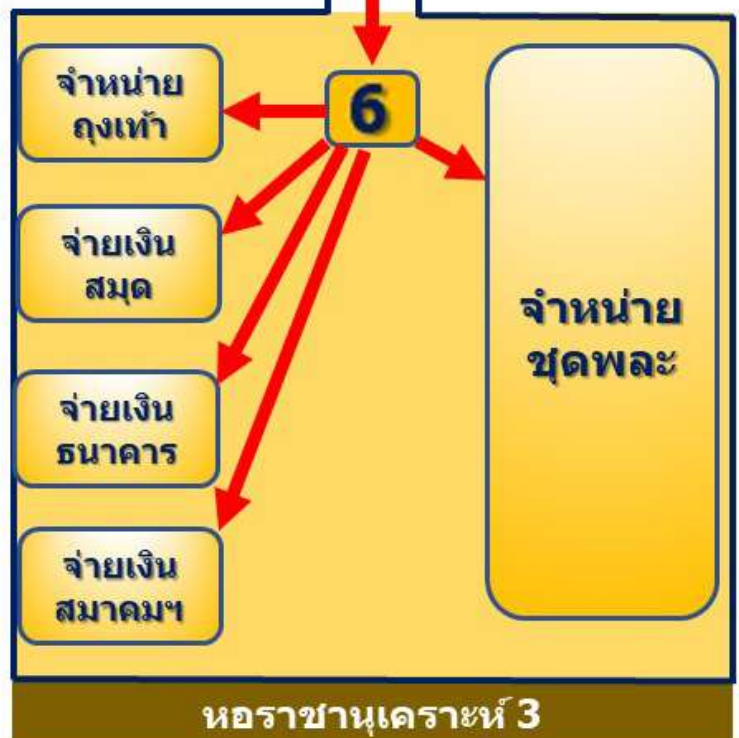 6
จำหน่าย
ถุงเท้า
จ่ายเงิน
สมุด
จ่ายเงิน
ธนาคาร
จ่ายเงิน
สมาคมฯ
จำหน่าย
ชุดพละ
หอราชานุเคราะห์ 3